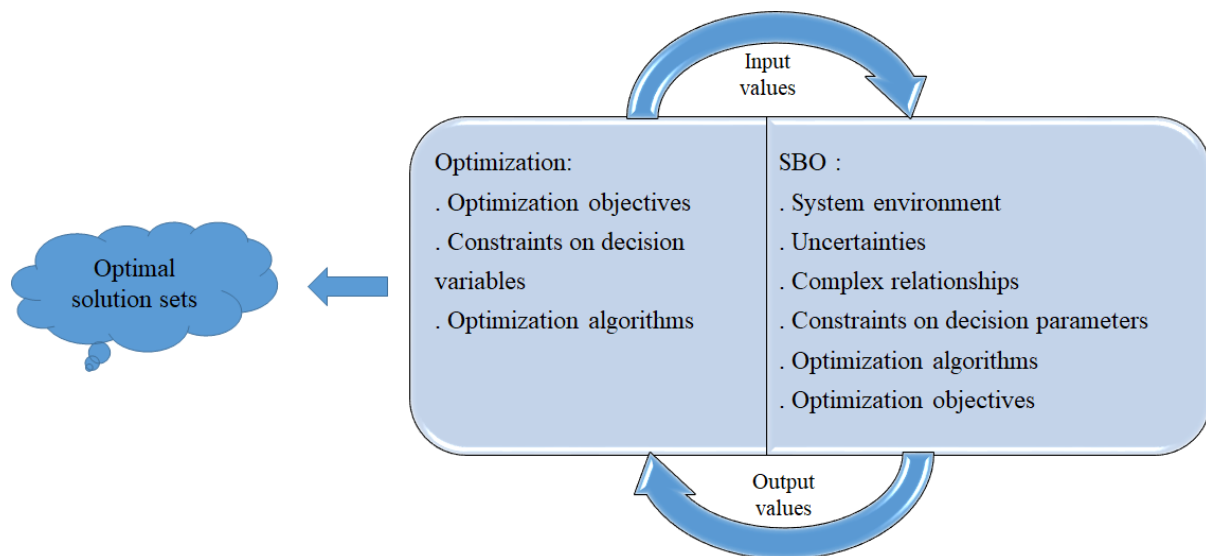 Input
values
Optimization:
. Optimization objectives
. Constraints on decision
variables
. Optimization algorithms
SBO :
. System environment
. Uncertainties
. Complex relationships
. Constraints on decision parameters
. Optimization algorithms
. Optimization objectives
Optimal
solution sets
Output
values